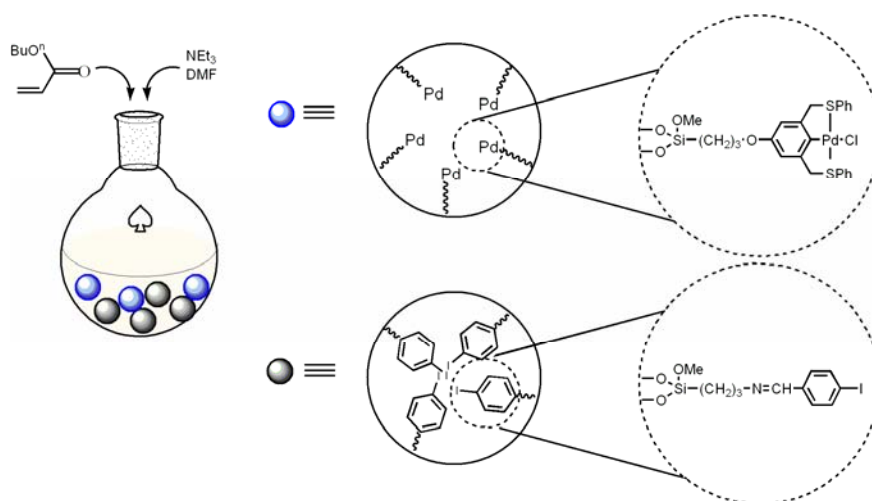 BuOⁿ
O
NEt₃
DMF
Pd
Pd
Pd
Pd
Pd
O
OMe
O
Si
(CH₂)₃
O
SPh
Pd
Cl
SPh
I
I
I
I
O
OMe
O
Si
(CH₂)₃
N=CH
I